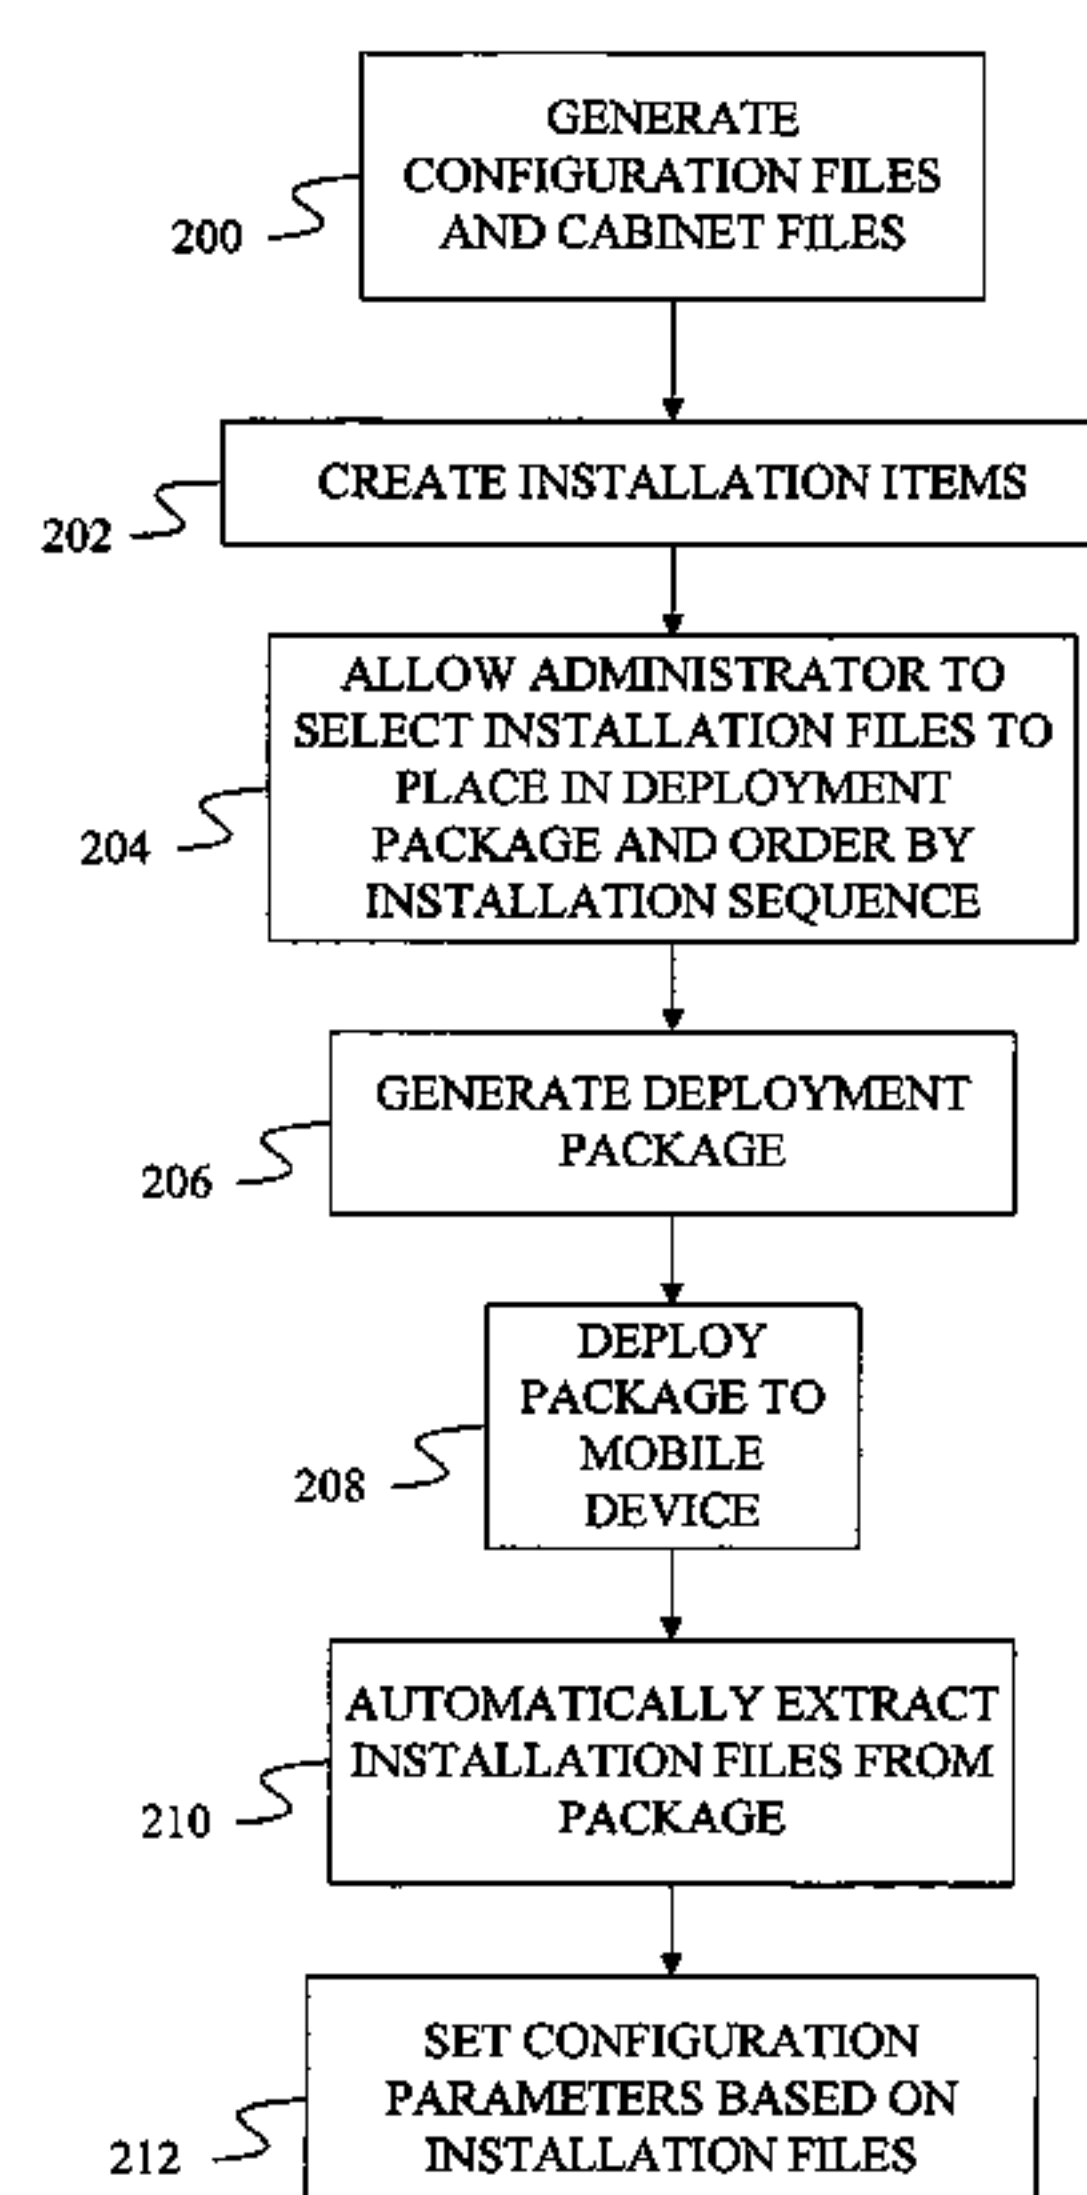 GENERATE
CONFIGURATION FILES
AND CABINET FILES
200
CREATE INSTALLATION ITEMS
202
ALLOW ADMINISTRATOR TO
SELECT INSTALLATION FILES TO
PLACE IN DEPLOYMENT
PACKAGE AND ORDER BY
INSTALLATION SEQUENCE
204
GENERATE DEPLOYMENT
PACKAGE
206
DEPLOY
PACKAGE TO
MOBILE
DEVICE
208
AUTOMATICALLY EXTRACT
INSTALLATION FILES FROM
PACKAGE
210
SET CONFIGURATION
PARAMETERS BASED ON
INSTALLATION FILES
212